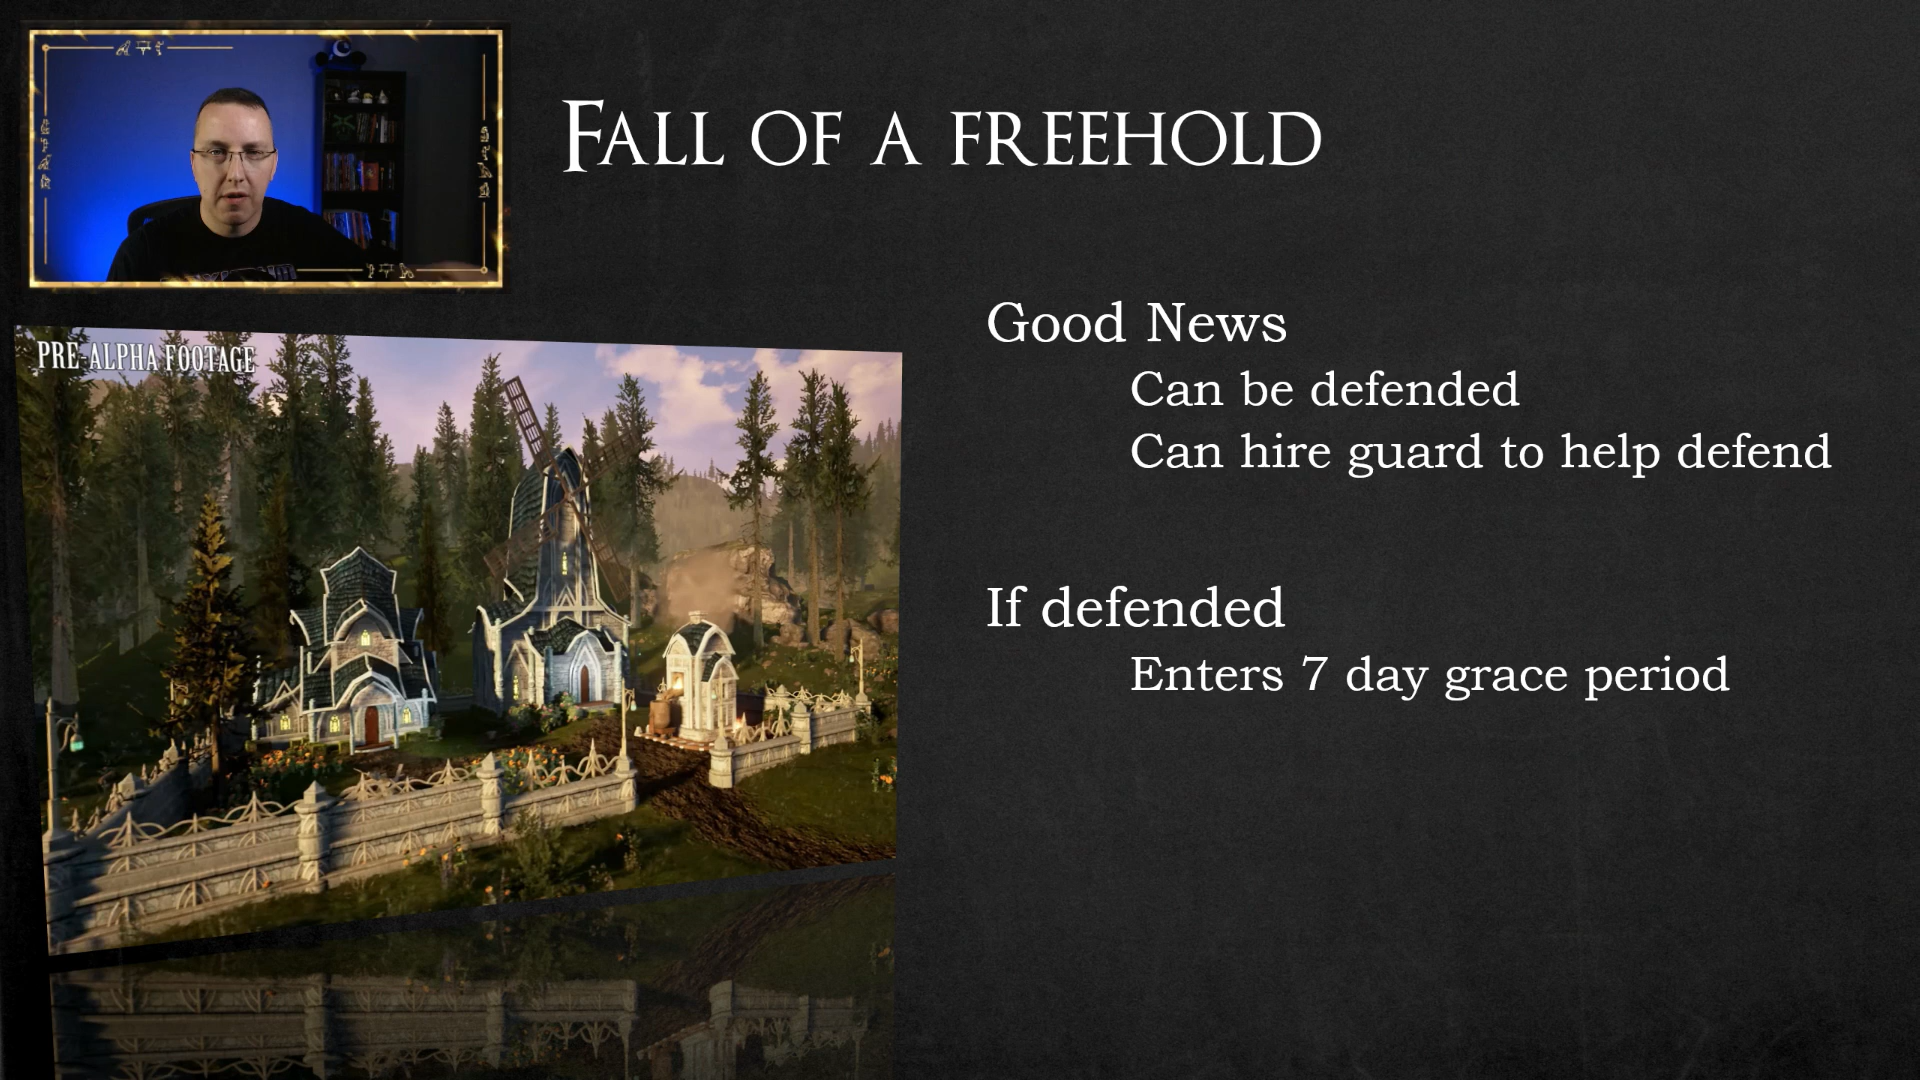 Fall of a freehold
PRE-ALPHA FOOTAGE
Good News
Can be defended
Can hire guard to help defend
If defended
Enters 7 day grace period